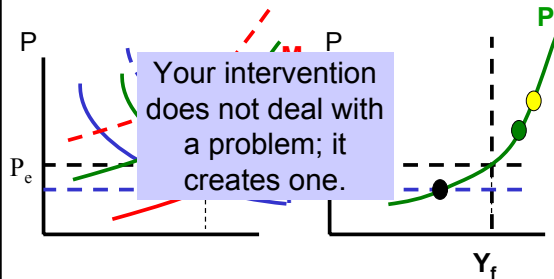 P
P
P
Your intervention
does not deal with
a problem; it
creates one.
Pe
Yf